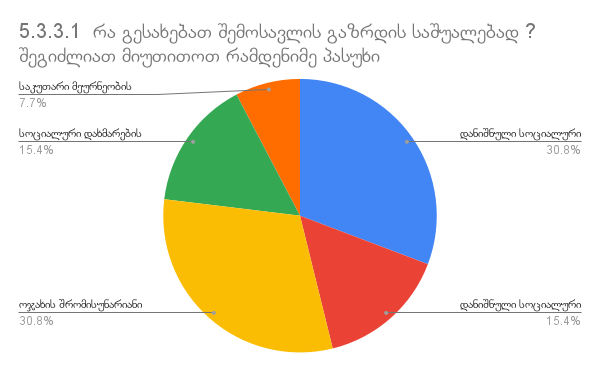 5.3.3.1 რა გესახებათ შემოსავლის გაზრდის საშუალებად ?
შეგიძლიათ მიუთითოთ რამდენიმე პასუხი
საკუთარი მეურნეობის
7.7%
სოციალური დახმარების
15.4%
ოჯახის შრომისუნარიანი
30.8%
დანიშნული სოციალური
30.8%
დანიშნული სოციალური
15.4%